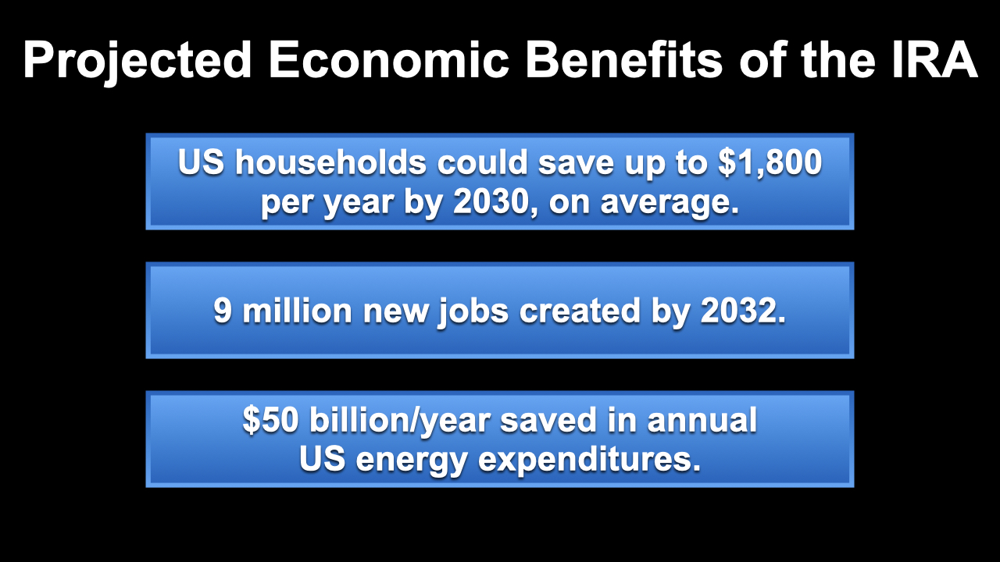 Projected Economic Benefits of the IRA
US households could save up to $1,800
per year by 2030, on average.
9 million new jobs created by 2032.
$50 billion/year saved in annual
US energy expenditures.